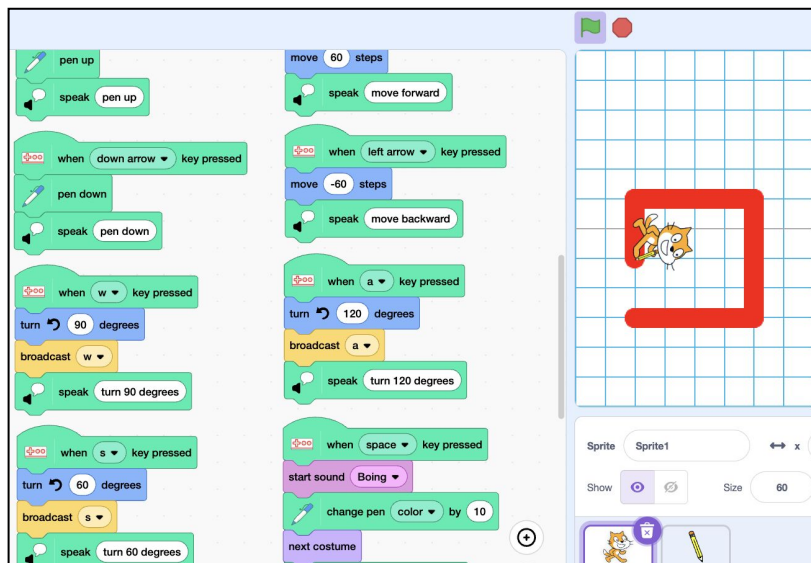 pen up
speak pen up
when down arrow key pressed
pen down
speak pen down
when w key pressed
turn 90 degrees
broadcast w
speak turn 90 degrees
when s key pressed
turn 60 degrees
broadcast s
speak turn 60 degrees
move 60 steps
speak move forward
when left arrow key pressed
move -60 steps
speak move backward
when a key pressed
turn 120 degrees
broadcast a
speak turn 120 degrees
when space key pressed
start sound Boing
change pen color by 10
next costume
Sprite Sprite1 x
Show Size 60